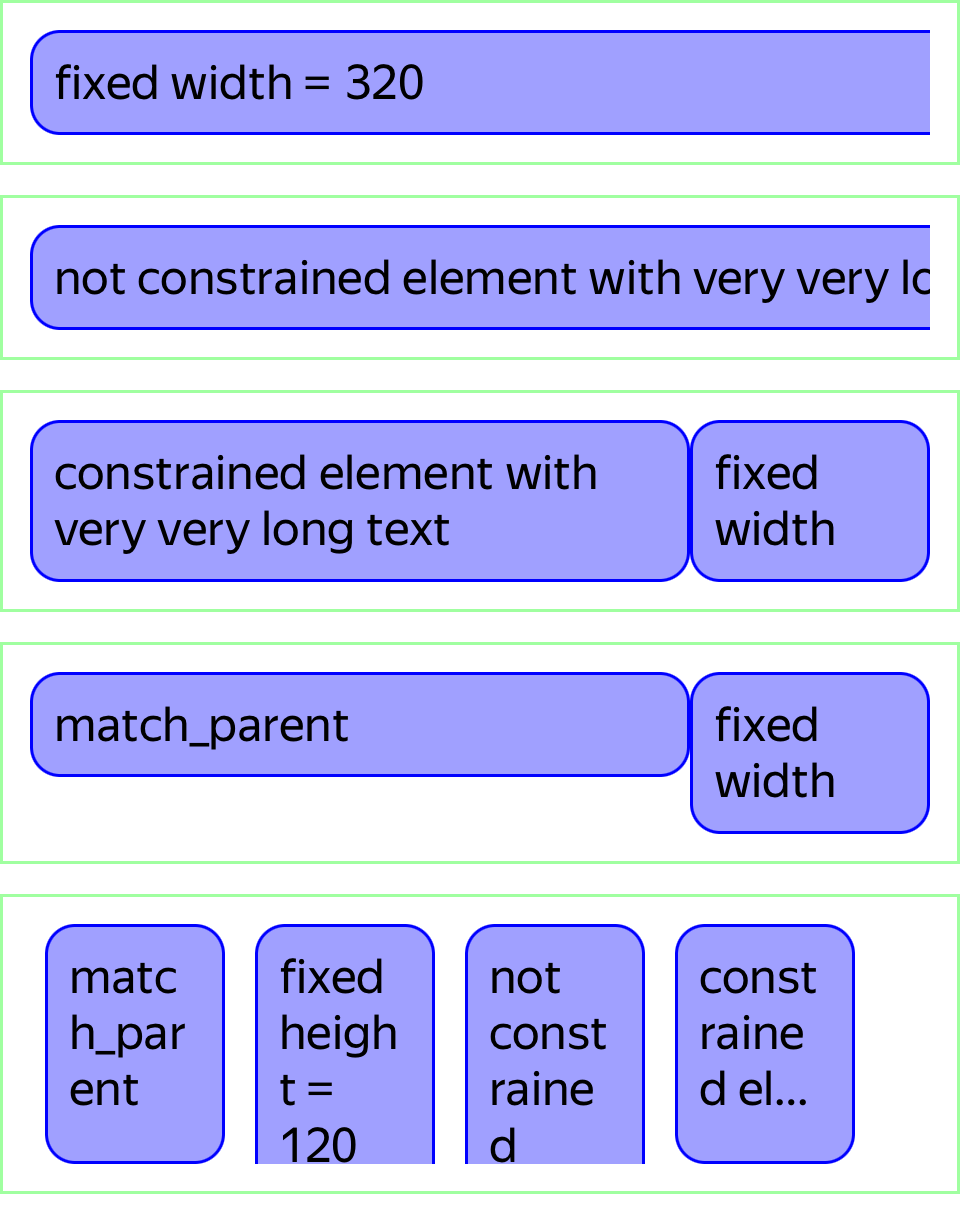 fixed width = 320
not constrained element with very very lo
constrained element with
very very long text
fixed
width
match_parent
fixed
width
matc
h_par
ent
fixed
heigh
t =
120
not
const
raine
d
const
raine
d el...